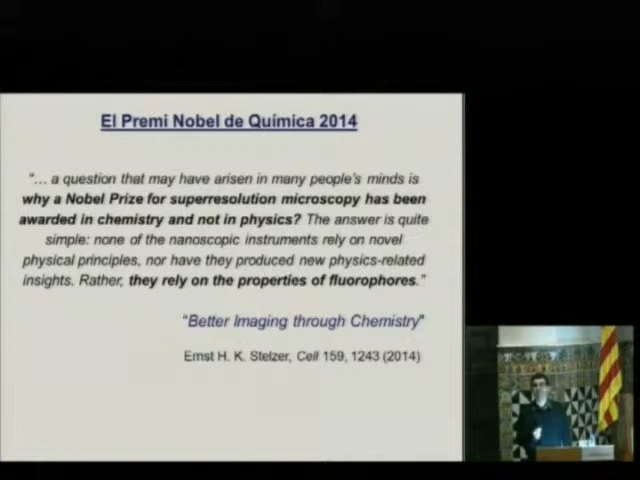 El Premi Nobel de Química 2014
"... a question that may have arisen in many people's minds is
why a Nobel Prize for superresolution microscopy has been
awarded in chemistry and not in physics? The answer is quite
simple: none of the nanoscopic instruments rely on novel
physical principles, nor have they produced new physics-related
insights. Rather, they rely on the properties of fluorophores."
"Better Imaging through Chemistry"
Ernst H. K. Stelzer, Cell 159, 1243 (2014)